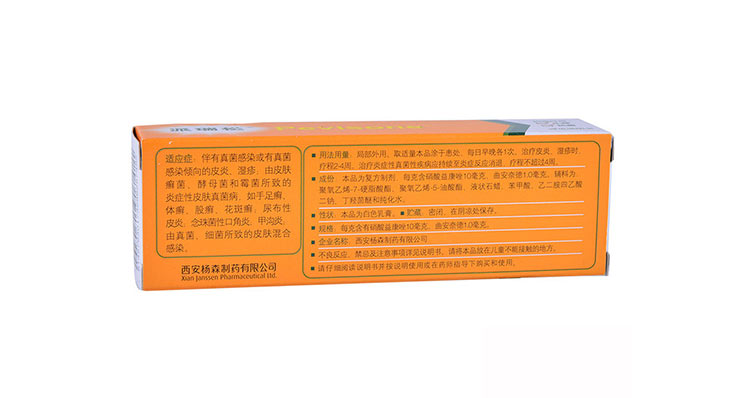 派瑞松
Pevisone
适应症：伴有真菌感染或有真菌
感染倾向的皮炎、湿疹，由皮肤
癣菌、酵母菌和霉菌所致的
炎症性皮肤真菌病，如手足癣、
体癣、股癣、花斑癣，尿布性
皮炎、念珠菌性口角炎、甲沟炎，
由真菌、细菌所致的皮肤混合
感染。
西安杨森制药有限公司
Xian Janssen Pharmaceutical Ltd.
用法用量：局部外用。取适量本品涂于患处，每日早晚各1次，治疗皮炎、湿疹时，
疗程2-4周。治疗炎症性真菌性疾病应持续至炎症反应消退，疗程不超过4周。
成份：本品为复方制剂，每克含硝酸益康唑10毫克，曲安奈德1.0毫克。辅料为：
聚氧乙烯-7-硬脂酸酯、聚氧乙烯-6-油酸酯、液状石蜡、苯甲酸、乙二胺四乙酸
二钠、丁羟茴醚和纯化水。
性状：本品为白色乳膏。 贮藏：密闭，在阴凉处保存。
规格：每克含硝酸益康唑10毫克，曲安奈德1.0毫克。
企业名称：西安杨森制药有限公司
不良反应、禁忌及注意事项详见说明书。请将本品放在儿童不能接触的地方。
请仔细阅读说明书并按说明使用或在药师指导下购买和使用。